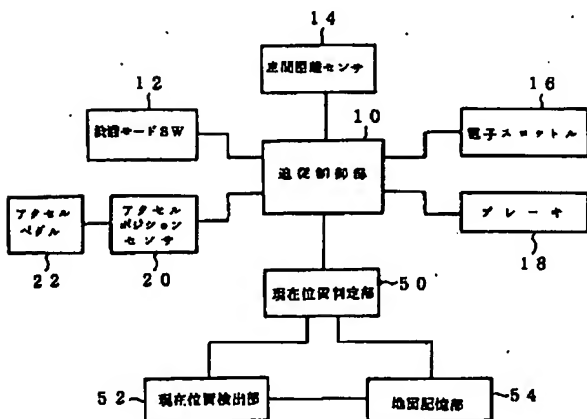 14
車間距離センサ
12
追従モードSW
10
追従制御部
16
電子スロットル
アクセル
ペダル
22
アクセル
ポジション
センサ
20
ブレーキ
18
現在位置判定部
50
52
現在位置検出部
地図記憶部
54